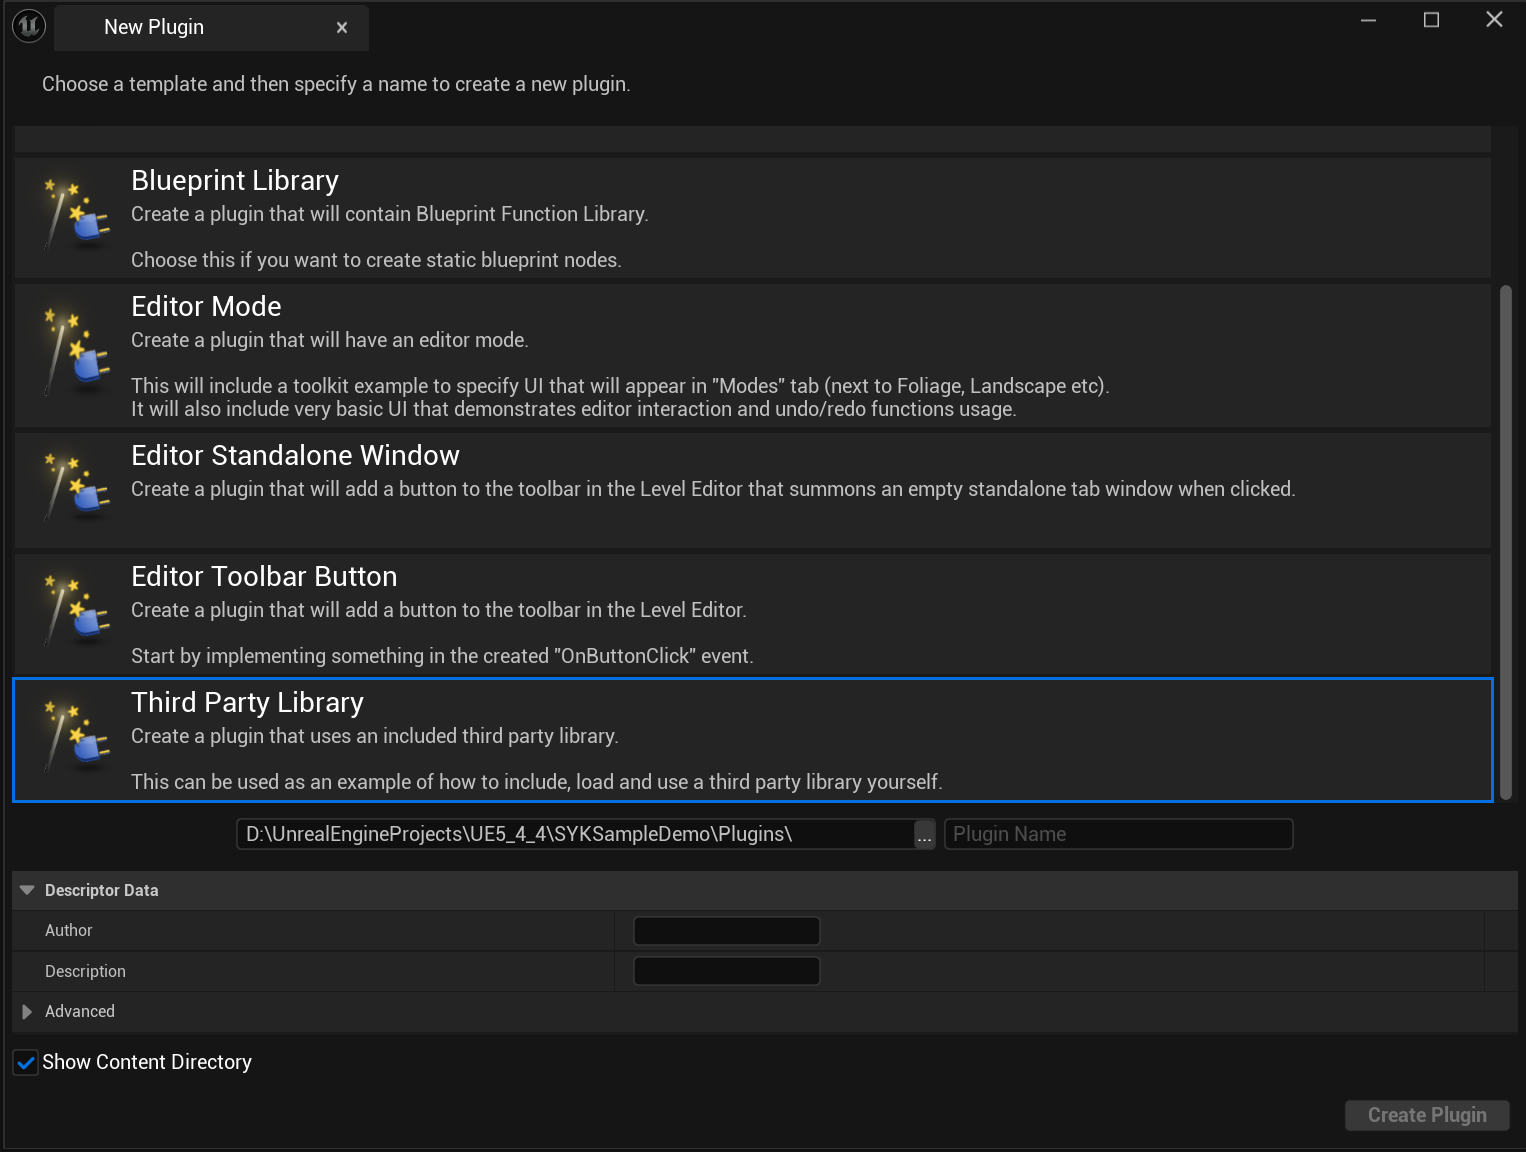 New Plugin
Choose a template and then specify a name to create a new plugin.
Blueprint Library
Create a plugin that will contain Blueprint Function Library.
Choose this if you want to create static blueprint nodes.
Editor Mode
Create a plugin that will have an editor mode.
This will include a toolkit example to specify UI that will appear in "Modes" tab (next to Foliage, Landscape etc).
It will also include very basic UI that demonstrates editor interaction and undo/redo functions usage.
Editor Standalone Window
Create a plugin that will add a button to the toolbar in the Level Editor that summons an empty standalone tab window when clicked.
Editor Toolbar Button
Create a plugin that will add a button to the toolbar in the Level Editor.
Start by implementing something in the created "OnButtonClick" event.
Third Party Library
Create a plugin that uses an included third party library.
This can be used as an example of how to include, load and use a third party library yourself.
D:\UnrealEngineProjects\UE5_4_4\SYKSampleDemo\Plugins\ ... Plugin Name
Descriptor Data
Author
Description
Advanced
Show Content Directory
Create Plugin